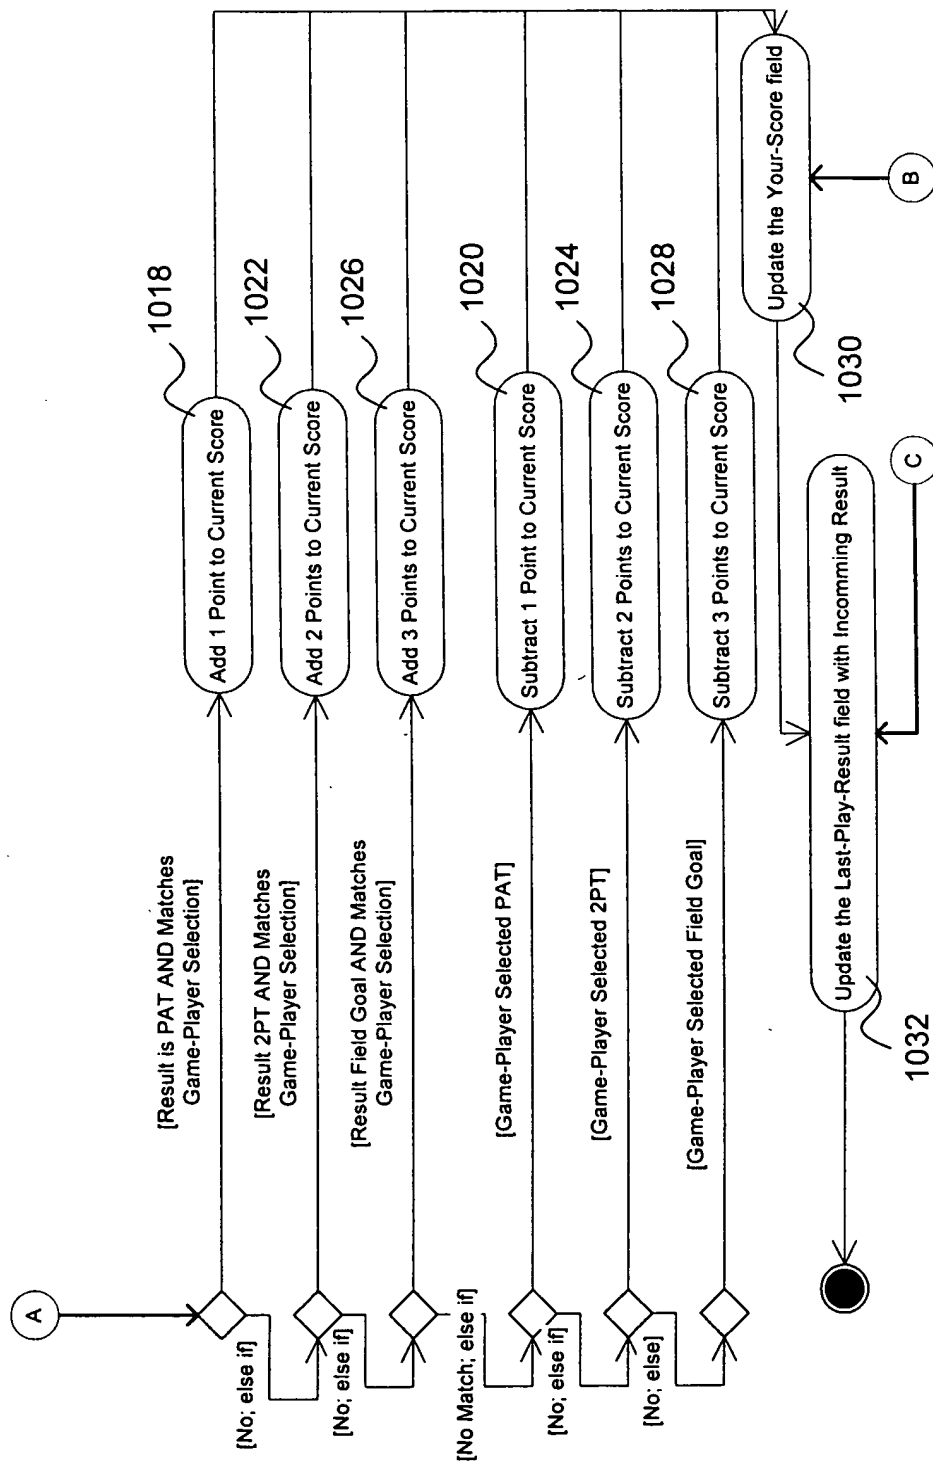 A
[Result is PAT AND Matches
Game-Player Selection]
Add 1 Point to Current Score
1018
[No; else if]
[Result 2PT AND Matches
Game-Player Selection]
Add 2 Points to Current Score
1022
[No; else if]
[Result Field Goal AND Matches
Game-Player Selection]
Add 3 Points to Current Score
1026
[No Match; else if]
[Game-Player Selected PAT]
Subtract 1 Point to Current Score
1020
[No; else if]
[Game-Player Selected 2PT]
Subtract 2 Points to Current Score
1024
[No; else]
[Game-Player Selected Field Goal]
Subtract 3 Points to Current Score
1028
Update the Your-Score field
1030
B
Update the Last-Play-Result field with Incomming Result
1032
C